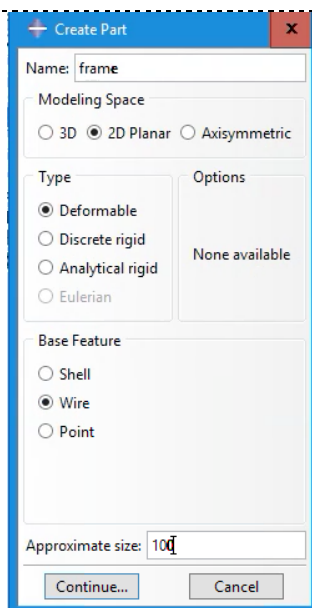 Create Part
x
Name: frame
Modeling Space
3D 2D Planar Axisymmetric
Type
Options
Deformable
Discrete rigid
Analytical rigid
Eulerian
None available
Base Feature
Shell
Wire
Point
Approximate size: 100
Continue... Cancel